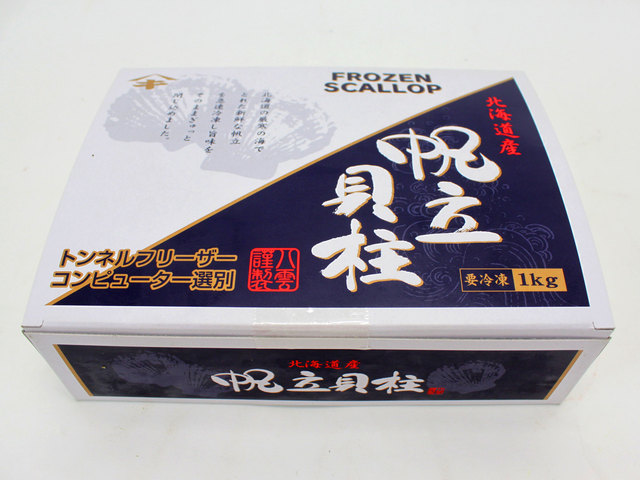 キ
FROZEN
SCALLOP
北海道の厳寒の海で
とれた新鮮な帆立
を急速冷凍し旨味を
そのままぎゅっと
閉じ込めました。
北海道産
帆立
貝柱
トンネルフリーザー
コンピューター選別
八雲
謹製
要冷凍 1kg
北海道産
帆立貝柱